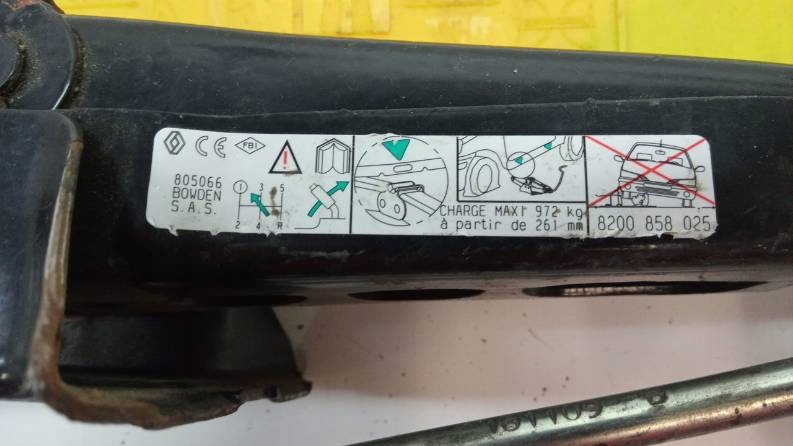 CE FBI
805066
BOWDEN
S.A.S.
1 3 5
2 4 R
CHARGE MAXI 972 kg
à partir de 261 mm
8200 858 025